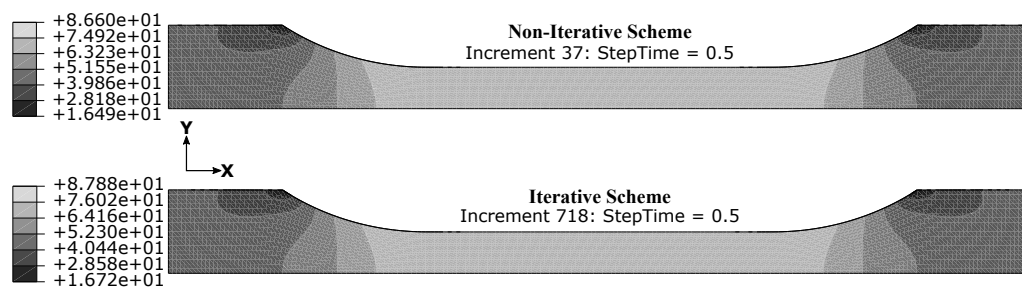 +8.660e+01
+7.492e+01
+6.323e+01
+5.155e+01
+3.986e+01
+2.818e+01
+1.649e+01
Non-Iterative Scheme
Increment 37: StepTime = 0.5
Y
X
+8.788e+01
+7.602e+01
+6.416e+01
+5.230e+01
+4.044e+01
+2.858e+01
+1.672e+01
Iterative Scheme
Increment 718: StepTime = 0.5